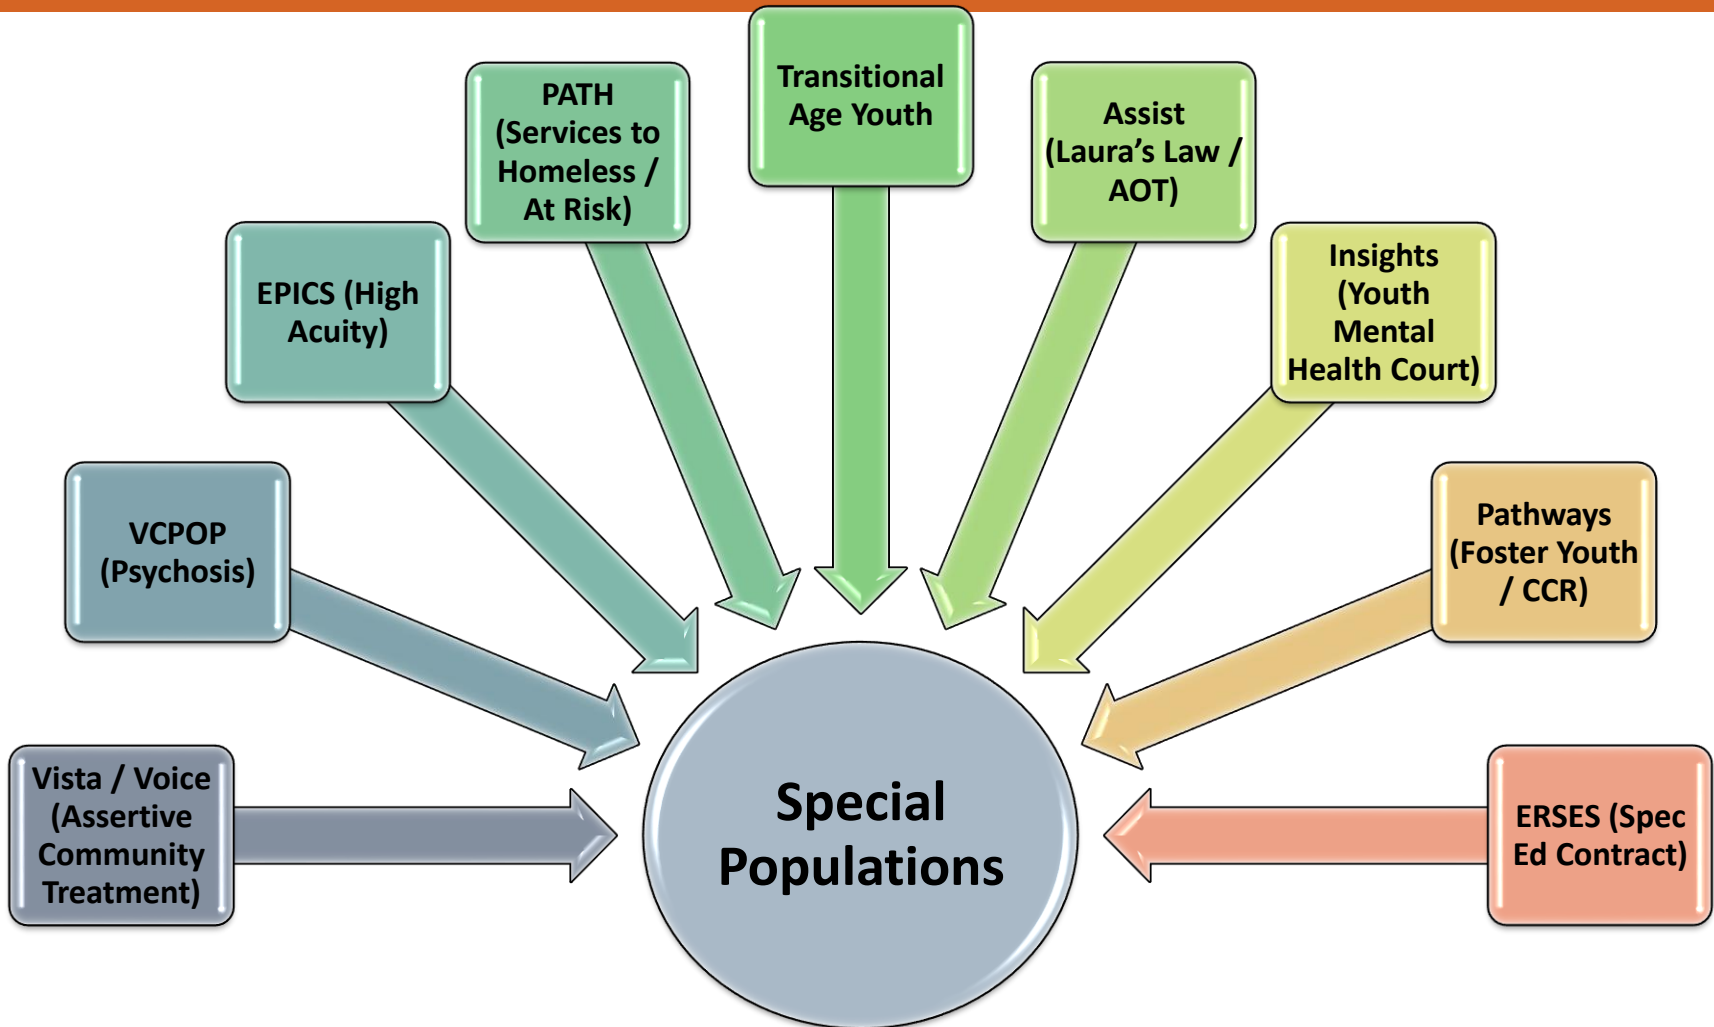 Transitional
Age Youth
PATH
(Services to
Homeless /
At Risk)
Assist
(Laura’s Law /
AOT)
EPICS (High
Acuity)
Insights
(Youth
Mental
Health Court)
VCPOP
(Psychosis)
Pathways
(Foster Youth
/ CCR)
Vista / Voice
(Assertive
Community
Treatment)
Special
Populations
ERSES (Spec
Ed Contract)